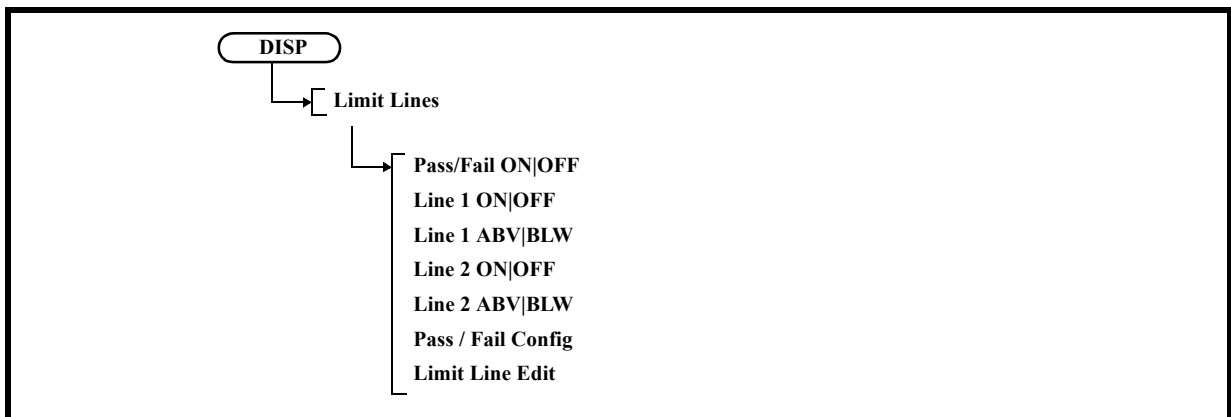 DISP
Limit Lines
Pass/Fail ON|OFF
Line 1 ON|OFF
Line 1 ABV|BLW
Line 2 ON|OFF
Line 2 ABV|BLW
Pass / Fail Config
Limit Line Edit